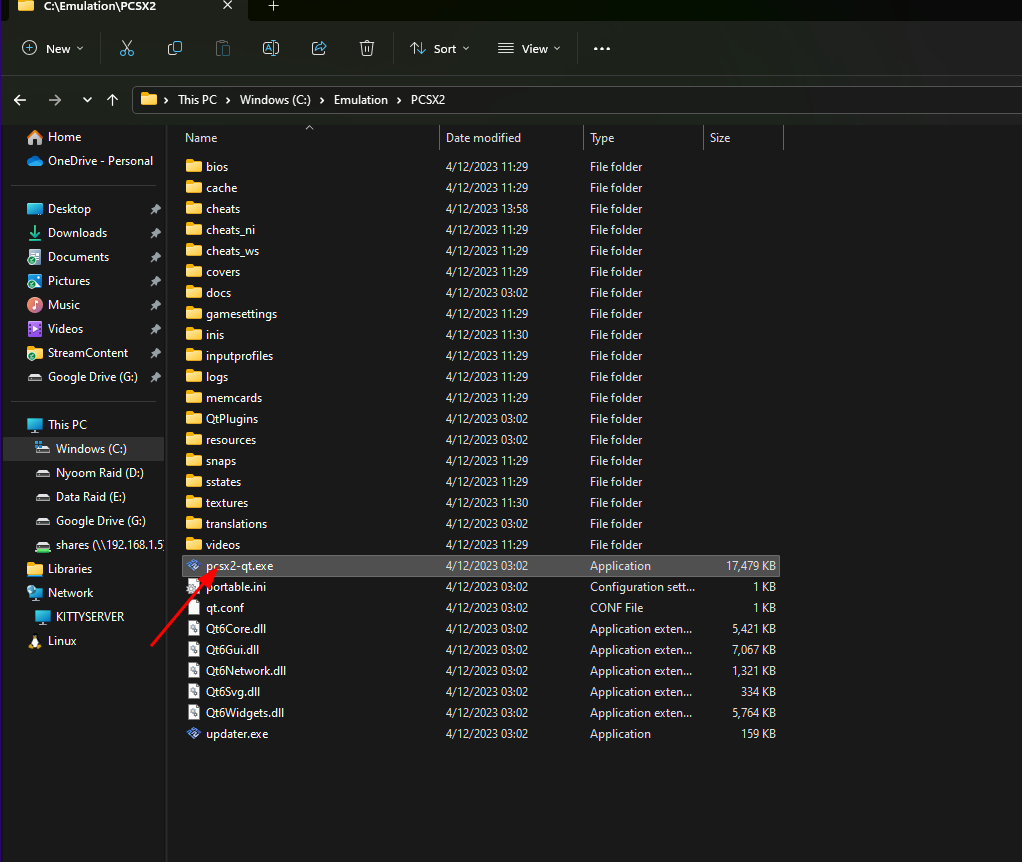 C:\Emulation\PCSX2
New Sort View
This PC Windows (C:) Emulation PCSX2
Name Date modified Type Size
Home
OneDrive - Personal
Desktop
Downloads
Documents
Pictures
Music
Videos
StreamContent
Google Drive (G:)
This PC
Windows (C:)
Nyoom Raid (D:)
Data Raid (E:)
Google Drive (G:)
shares (\\192.168.1.5
Libraries
Network
KITTYSERVER
Linux
bios 4/12/2023 11:29 File folder
cache 4/12/2023 11:29 File folder
cheats 4/12/2023 13:58 File folder
cheats_ni 4/12/2023 11:29 File folder
cheats_ws 4/12/2023 11:29 File folder
covers 4/12/2023 11:29 File folder
docs 4/12/2023 03:02 File folder
gamesettings 4/12/2023 11:29 File folder
inis 4/12/2023 11:30 File folder
inputprofiles 4/12/2023 11:29 File folder
logs 4/12/2023 11:29 File folder
memcards 4/12/2023 11:29 File folder
QtPlugins 4/12/2023 03:02 File folder
resources 4/12/2023 03:02 File folder
snaps 4/12/2023 11:29 File folder
sstates 4/12/2023 11:29 File folder
textures 4/12/2023 11:30 File folder
translations 4/12/2023 03:02 File folder
videos 4/12/2023 11:29 File folder
pcsx2-qt.exe 4/12/2023 03:02 Application 17,479 KB
portable.ini 4/12/2023 03:02 Configuration sett... 1 KB
qt.conf 4/12/2023 03:02 CONF File 1 KB
Qt6Core.dll 4/12/2023 03:02 Application exten... 5,421 KB
Qt6Gui.dll 4/12/2023 03:02 Application exten... 7,067 KB
Qt6Network.dll 4/12/2023 03:02 Application exten... 1,321 KB
Qt6Svg.dll 4/12/2023 03:02 Application exten... 334 KB
Qt6Widgets.dll 4/12/2023 03:02 Application exten... 5,764 KB
updater.exe 4/12/2023 03:02 Application 159 KB